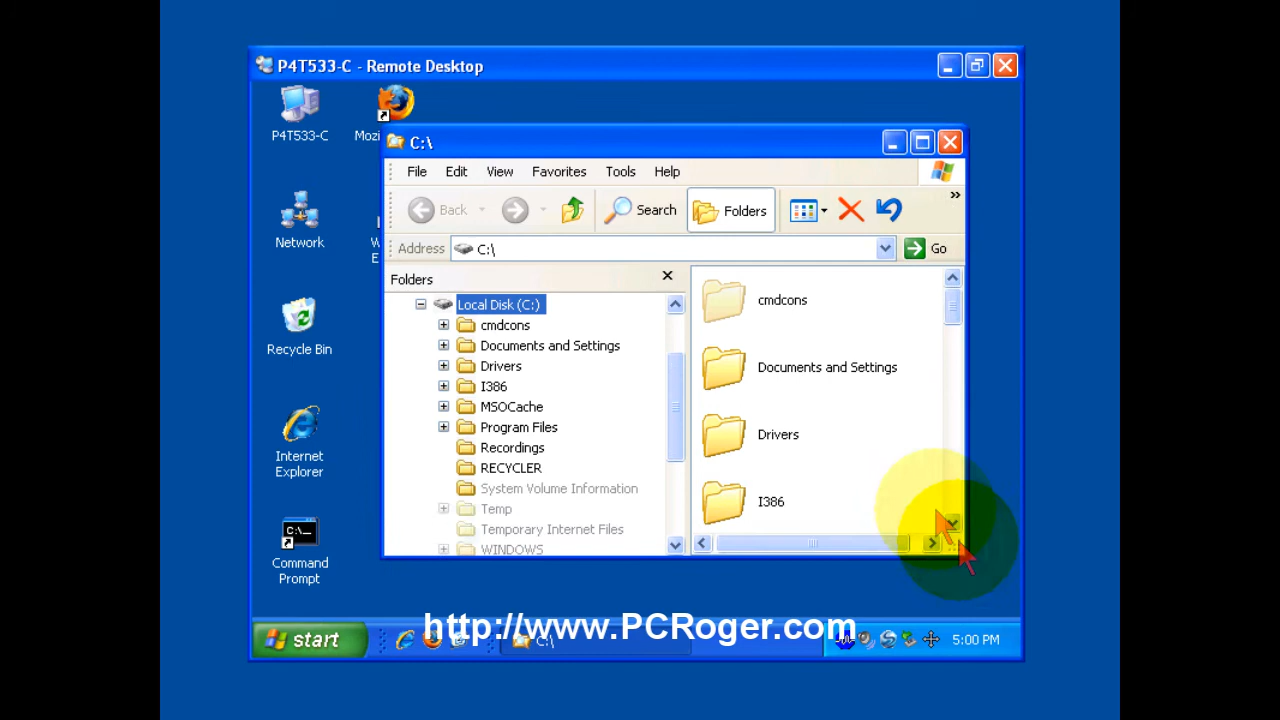 P4T533-C - Remote Desktop
P4T533-C
Network
Recycle Bin
Internet
Explorer
C:\_
Command
Prompt
Mozi
W
E
C:\
File Edit View Favorites Tools Help
Back Search Folders »
Address C:\ Go
Folders
Local Disk (C:)
cmdcons
Documents and Settings
Drivers
I386
MSOCache
Program Files
Recordings
RECYCLER
System Volume Information
Temp
Temporary Internet Files
WINDOWS
cmdcons
Documents and Settings
Drivers
I386
http://www.PCRoger.com
start C:\ 5:00 PM